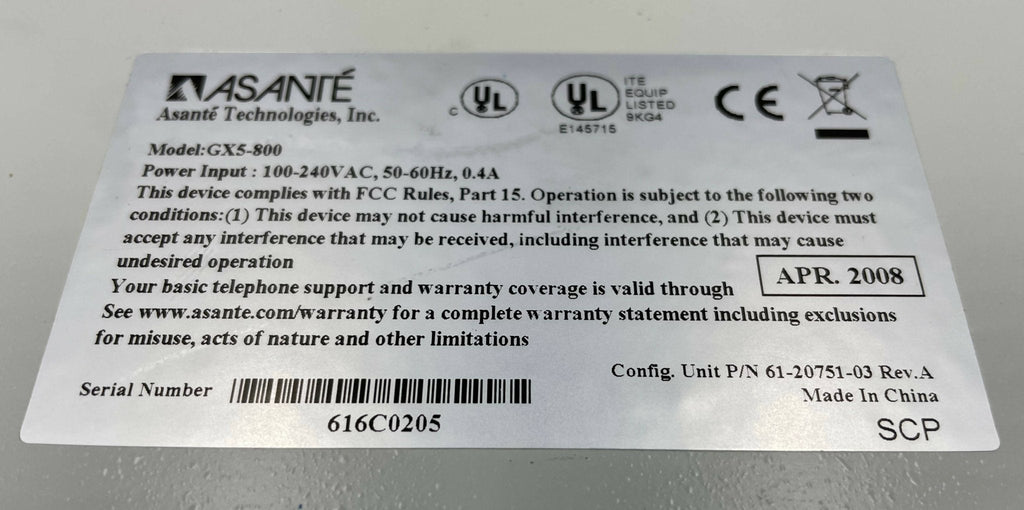 ASANTÉ
Asanté Technologies, Inc.
c UL
UL
ITE
EQUIP
LISTED
9KG4
E145715
CE
Model:GX5-800
Power Input : 100-240VAC, 50-60Hz, 0.4A
This device complies with FCC Rules, Part 15. Operation is subject to the following two
conditions:(1) This device may not cause harmful interference, and (2) This device must
accept any interference that may be received, including interference that may cause
undesired operation
Your basic telephone support and warranty coverage is valid through
APR. 2008
See www.asante.com/warranty for a complete warranty statement including exclusions
for misuse, acts of nature and other limitations
Serial Number
616C0205
Config. Unit P/N 61-20751-03 Rev.A
Made In China
SCP